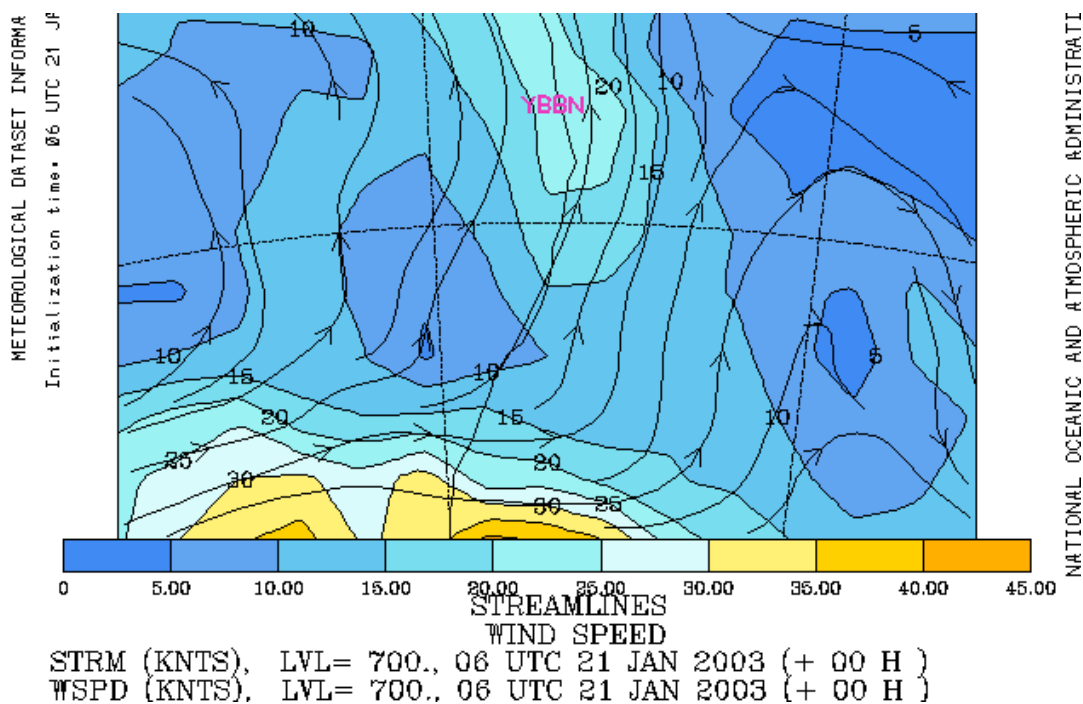 METEOROLOGICAL DATASET INFORMA
Initialization time: 06 UTC 21 JA
NATIONAL OCEANIC AND ATMOSPHERIC ADMINISTRATI
10
5
20
10
YBBN
15
10
5
15
10
20
15
10
25
20
30
30
25
0 5.00 10.00 15.00 20.00 25.00 30.00 35.00 40.00 45.00
STREAMLINES
WIND SPEED
STRM (KNTS), LVL= 700., 06 UTC 21 JAN 2003 (+ 00 H )
WSPD (KNTS), LVL= 700., 06 UTC 21 JAN 2003 (+ 00 H )